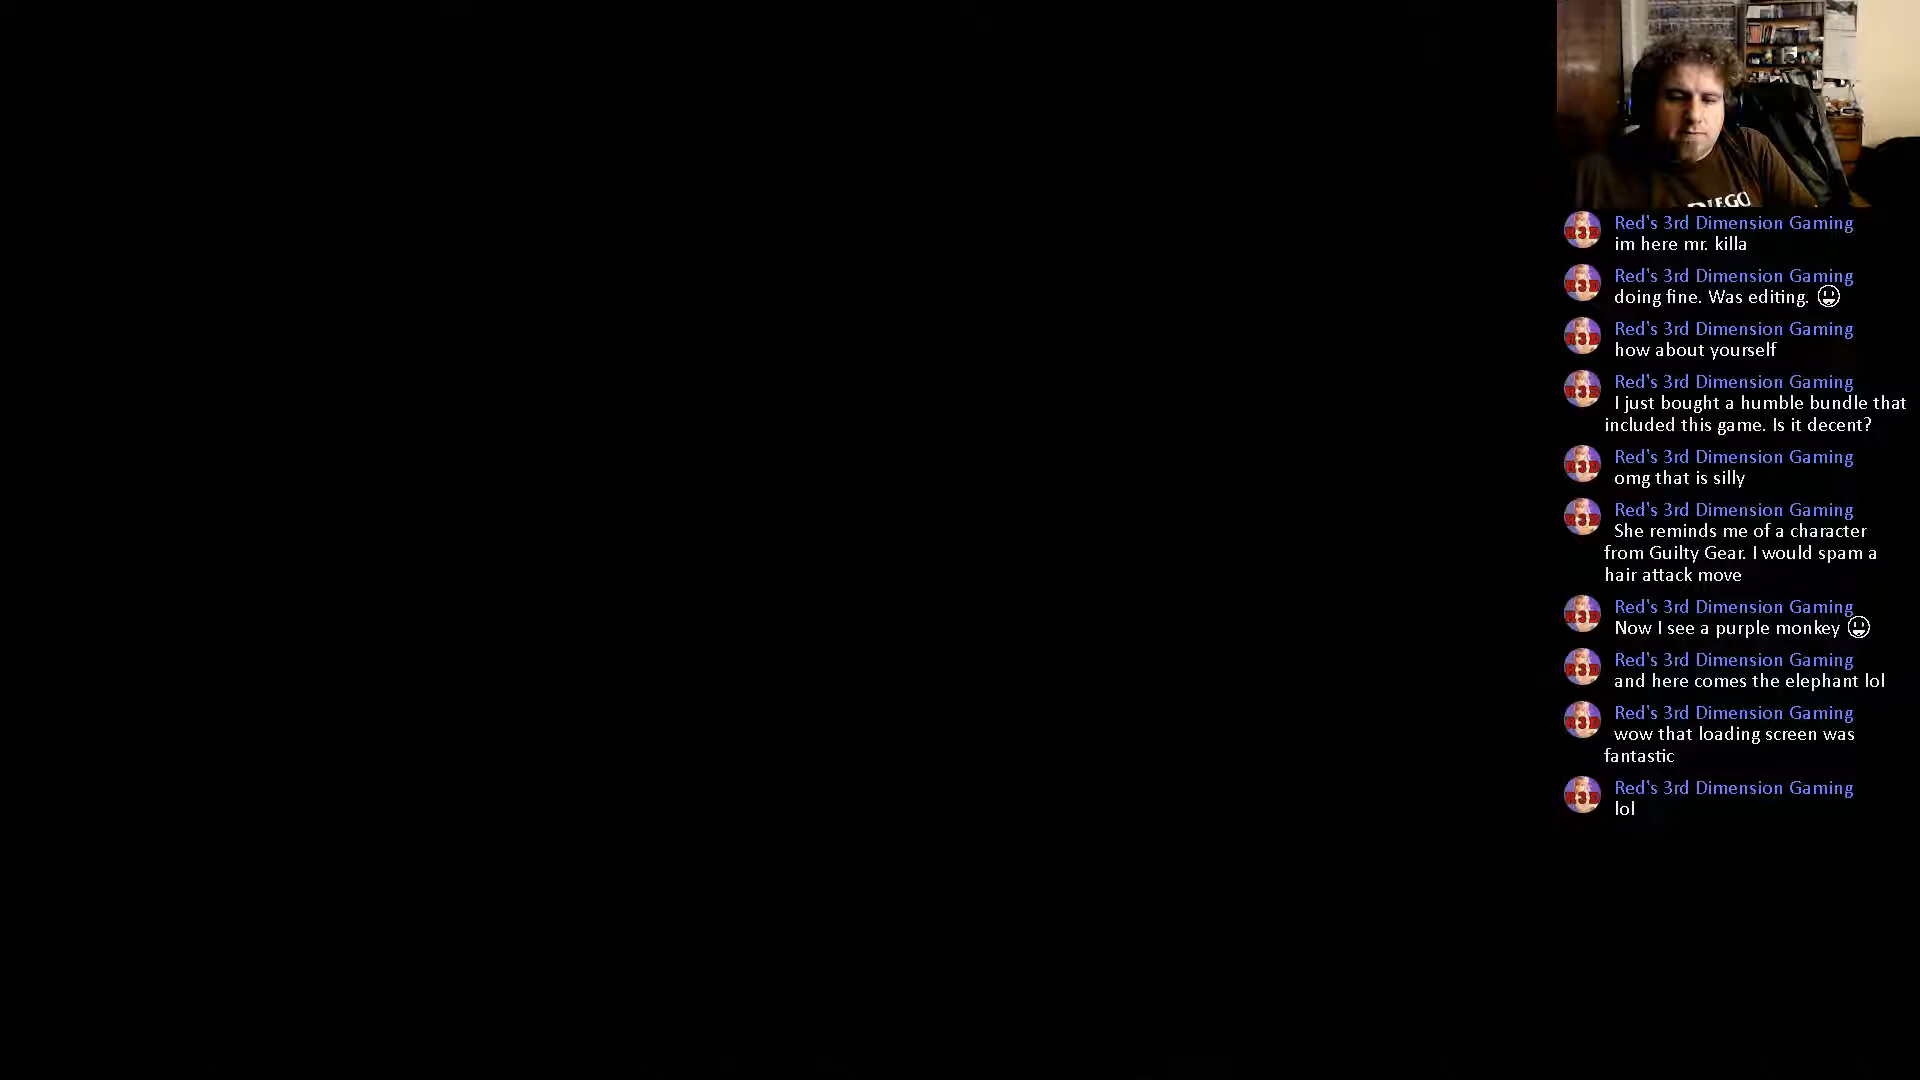 DIEGO
Red's 3rd Dimension Gaming
im here mr. killa
Red's 3rd Dimension Gaming
doing fine. Was editing.
Red's 3rd Dimension Gaming
how about yourself
Red's 3rd Dimension Gaming
I just bought a humble bundle that
included this game. Is it decent?
Red's 3rd Dimension Gaming
omg that is silly
Red's 3rd Dimension Gaming
She reminds me of a character
from Guilty Gear. I would spam a
hair attack move
Red's 3rd Dimension Gaming
Now I see a purple monkey
Red's 3rd Dimension Gaming
and here comes the elephant lol
Red's 3rd Dimension Gaming
wow that loading screen was
fantastic
Red's 3rd Dimension Gaming
lol